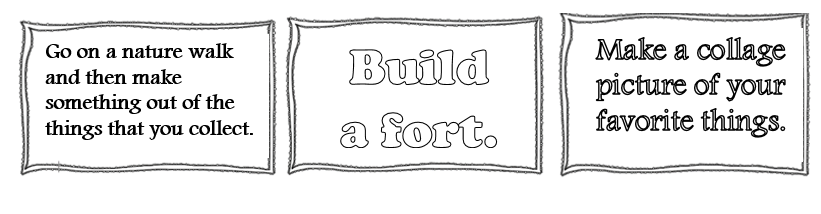 Go on a nature walk
and then make
something out of the
things that you collect.
Build
a fort.
Make a collage
picture of your
favorite things.